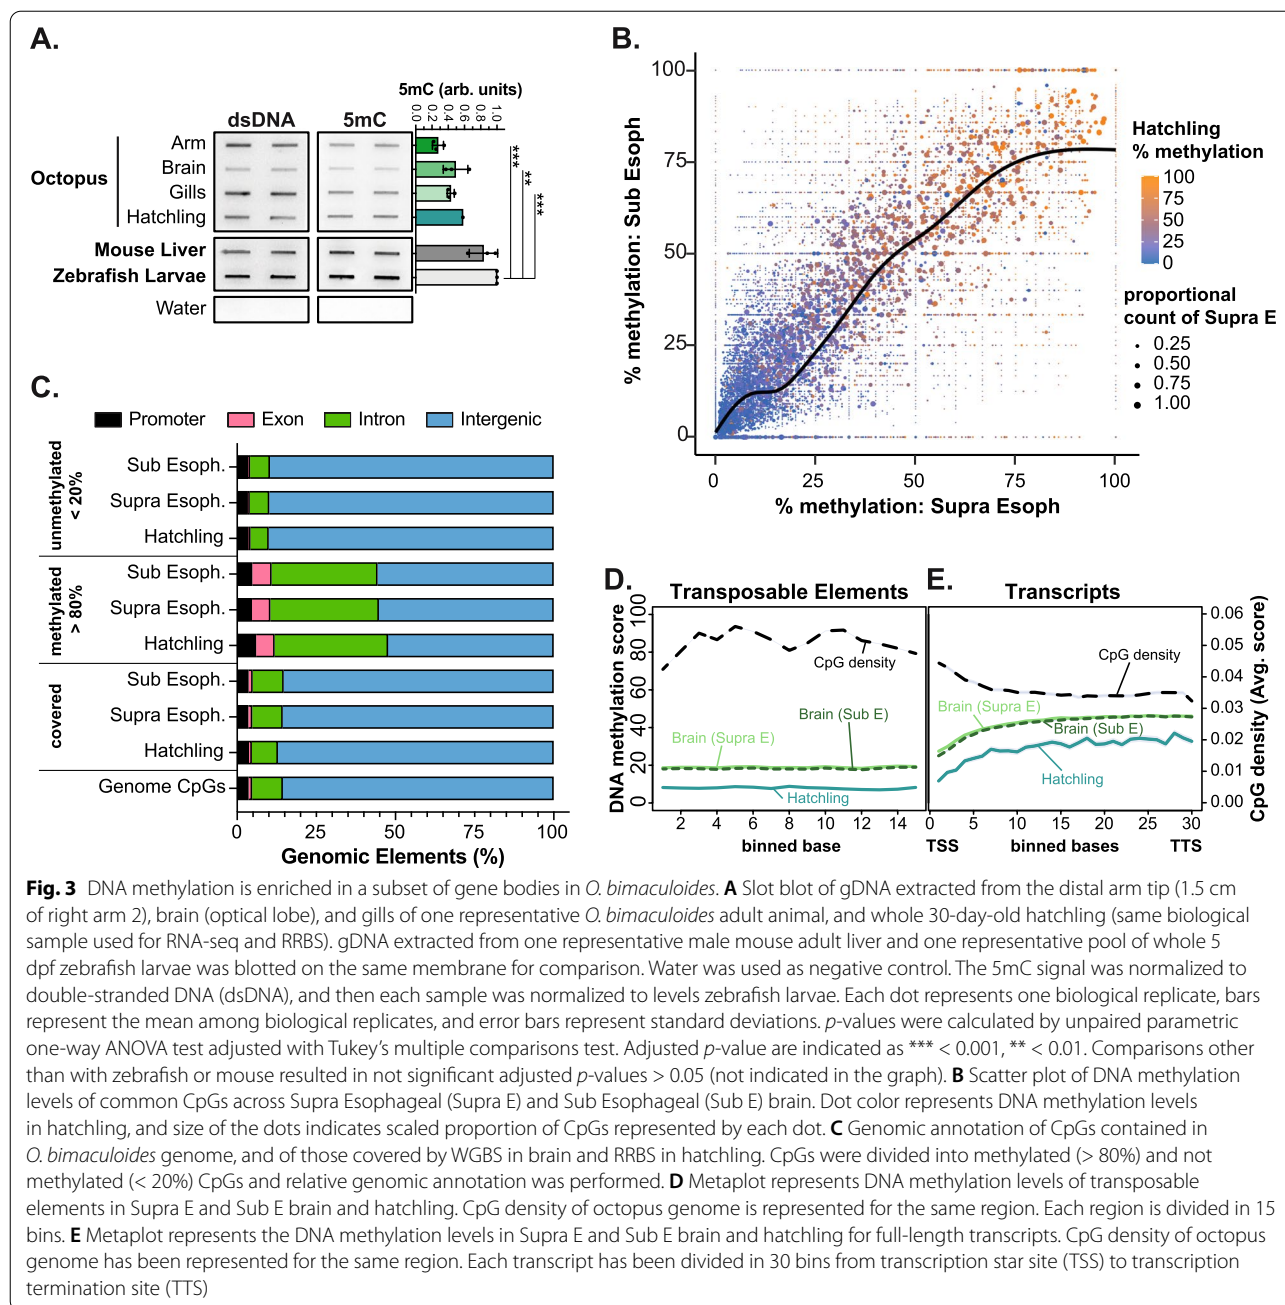 A.
5mC (arb. units)
0.0 0.2 0.4 0.6 0.8 1.0
dsDNA 5mC
Octopus
Arm
Brain
Gills
Hatchling
Mouse Liver
Zebrafish Larvae
Water
*** ** ***
B.
% methylation: Sub Esoph
100
75
50
25
0
0 25 50 75 100
% methylation: Supra Esoph
Hatchling
% methylation
100
75
50
25
0
proportional
count of Supra E
0.25
0.50
0.75
1.00
C.
Promoter Exon Intron Intergenic
unmethylated
< 20%
Sub Esoph.
Supra Esoph.
Hatchling
methylated
> 80%
Sub Esoph.
Supra Esoph.
Hatchling
covered
Sub Esoph.
Supra Esoph.
Hatchling
Genome CpGs
0 25 50 75 100
Genomic Elements (%)
D. Transposable Elements
DNA methylation score
100
80
60
40
20
0
CpG density
Brain (Sub E)
Brain (Supra E)
Hatchling
2 4 6 8 10 12 14
binned base
E. Transcripts
CpG density
Brain (Supra E)
Brain (Sub E)
Hatchling
0 5 10 15 20 25 30
TSS binned bases TTS
0.06
0.05
0.04
0.03
0.02
0.01
0.00
CpG density (Avg. score)
Fig. 3 DNA methylation is enriched in a subset of gene bodies in O. bimaculoides. A Slot blot of gDNA extracted from the distal arm tip (1.5 cm
of right arm 2), brain (optical lobe), and gills of one representative O. bimaculoides adult animal, and whole 30-day-old hatchling (same biological
sample used for RNA-seq and RRBS). gDNA extracted from one representative male mouse adult liver and one representative pool of whole 5
dpf zebrafish larvae was blotted on the same membrane for comparison. Water was used as negative control. The 5mC signal was normalized to
double-stranded DNA (dsDNA), and then each sample was normalized to levels zebrafish larvae. Each dot represents one biological replicate, bars
represent the mean among biological replicates, and error bars represent standard deviations. p-values were calculated by unpaired parametric
one-way ANOVA test adjusted with Tukey's multiple comparisons test. Adjusted p-value are indicated as *** < 0.001, ** < 0.01. Comparisons other
than with zebrafish or mouse resulted in not significant adjusted p-values > 0.05 (not indicated in the graph). B Scatter plot of DNA methylation
levels of common CpGs across Supra Esophageal (Supra E) and Sub Esophageal (Sub E) brain. Dot color represents DNA methylation levels
in hatchling, and size of the dots indicates scaled proportion of CpGs represented by each dot. C Genomic annotation of CpGs contained in
O. bimaculoides genome, and of those covered by WGBS in brain and RRBS in hatchling. CpGs were divided into methylated (> 80%) and not
methylated (< 20%) CpGs and relative genomic annotation was performed. D Metaplot represents DNA methylation levels of transposable
elements in Supra E and Sub E brain and hatchling. CpG density of octopus genome is represented for the same region. Each region is divided in 15
bins. E Metaplot represents the DNA methylation levels in Supra E and Sub E brain and hatchling for full-length transcripts. CpG density of octopus
genome has been represented for the same region. Each transcript has been divided in 30 bins from transcription star site (TSS) to transcription
termination site (TTS)